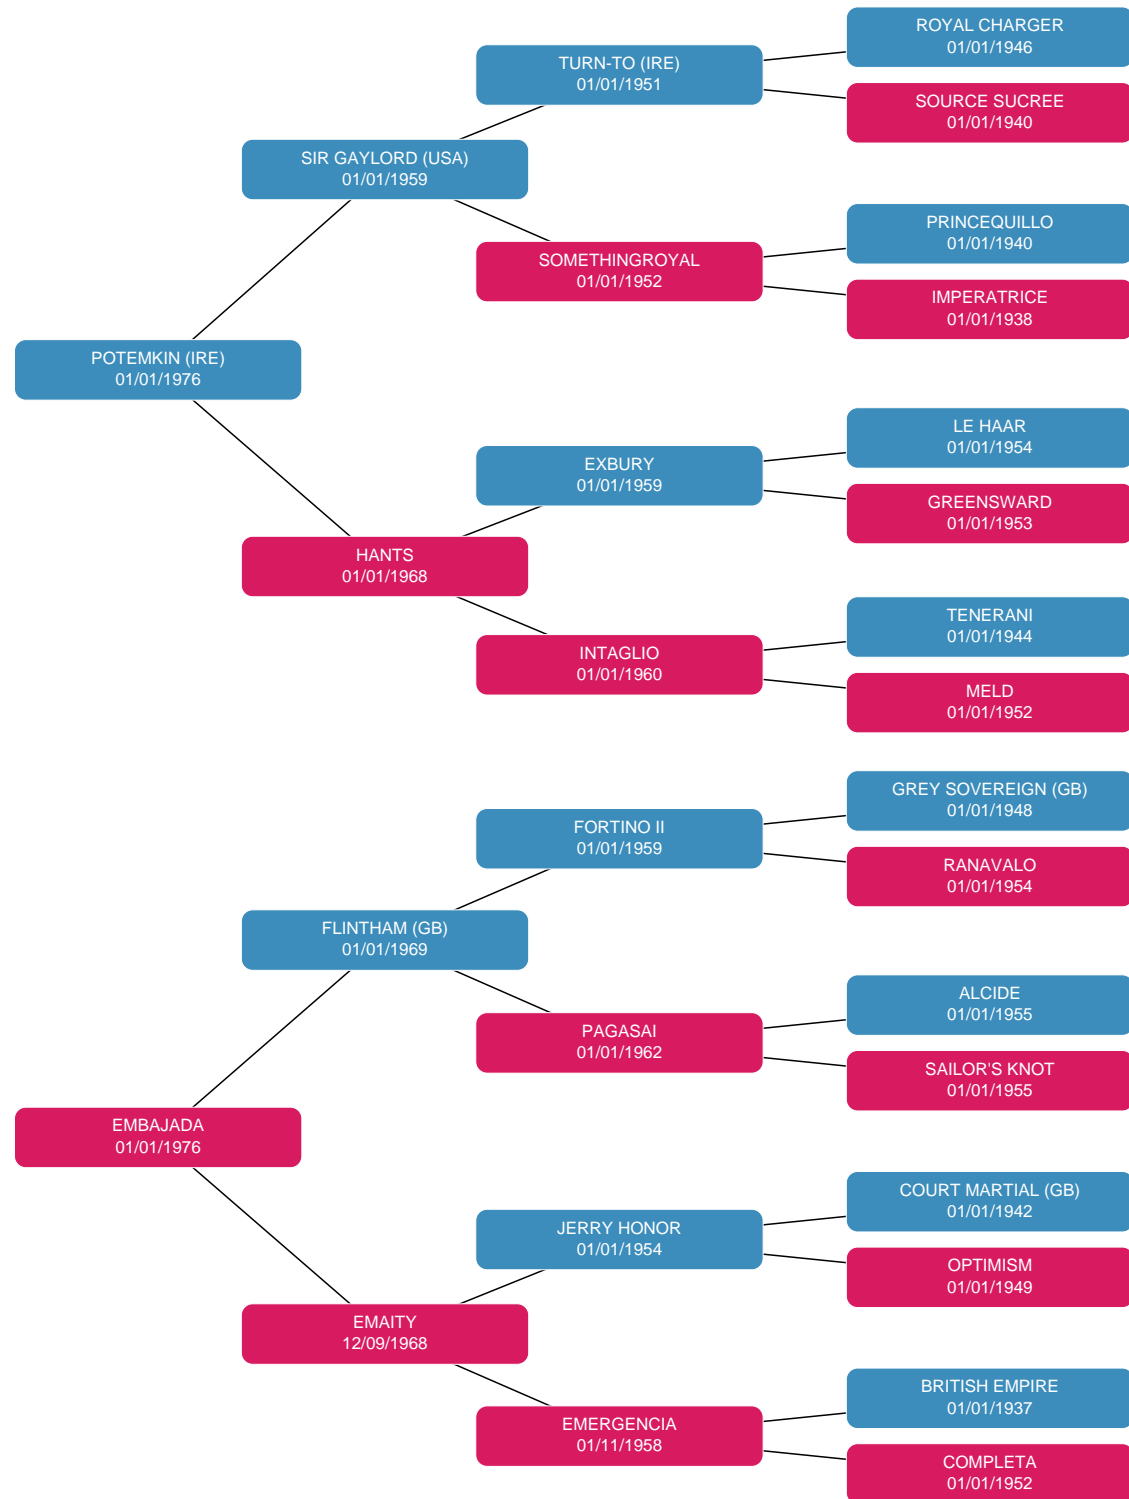 ROYAL CHARGER
01/01/1946
TURN-TO (IRE)
01/01/1951
SOURCE SUCREE
01/01/1940
SIR GAYLORD (USA)
01/01/1959
PRINCEQUILLO
01/01/1940
SOMETHINGROYAL
01/01/1952
IMPERATRICE
01/01/1938
POTEMKIN (IRE)
01/01/1976
LE HAAR
01/01/1954
EXBURY
01/01/1959
GREENSWARD
01/01/1953
HANTS
01/01/1968
TENERANI
01/01/1944
INTAGLIO
01/01/1960
MELD
01/01/1952
GREY SOVEREIGN (GB)
01/01/1948
FORTINO II
01/01/1959
RANAVALO
01/01/1954
FLINTHAM (GB)
01/01/1969
ALCIDE
01/01/1955
PAGASAI
01/01/1962
SAILOR'S KNOT
01/01/1955
EMBAJADA
01/01/1976
COURT MARTIAL (GB)
01/01/1942
JERRY HONOR
01/01/1954
OPTIMISM
01/01/1949
EMAITY
12/09/1968
BRITISH EMPIRE
01/01/1937
EMERGENCIA
01/11/1958
COMPLETA
01/01/1952